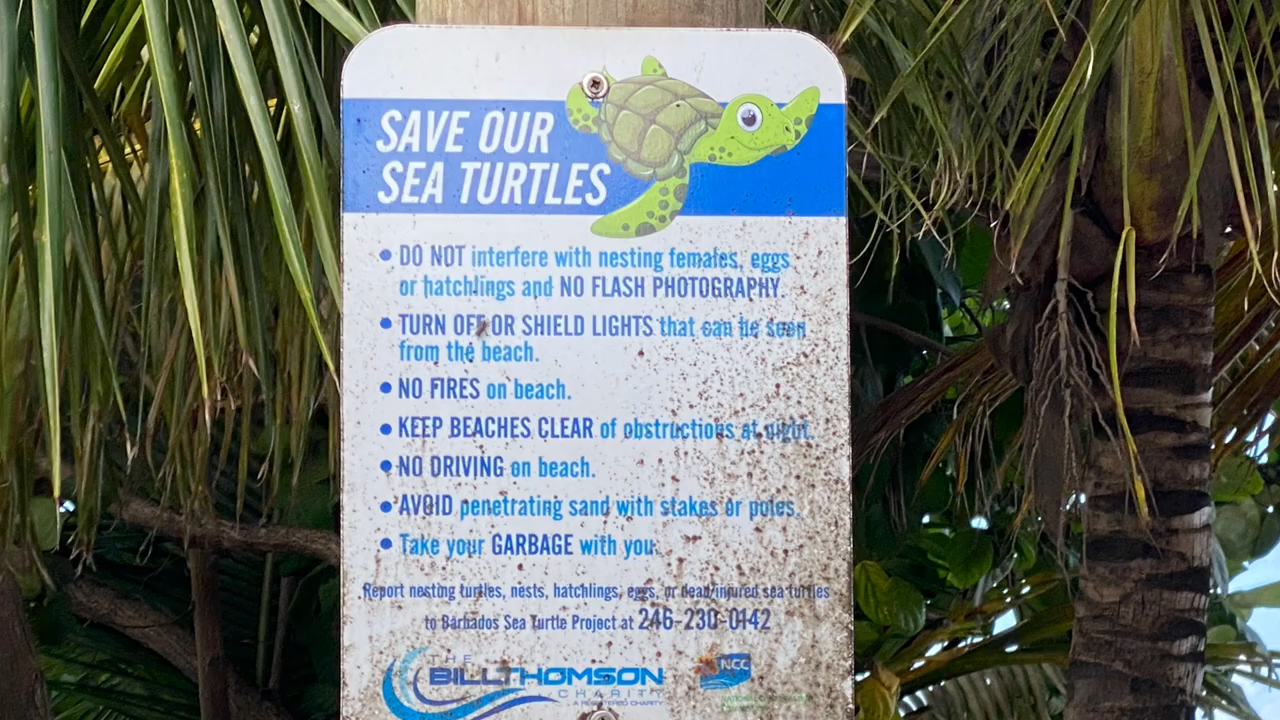 SAVE OUR
SEA TURTLES
• DO NOT interfere with nesting females, eggs
or hatchlings and NO FLASH PHOTOGRAPHY.
• TURN OFF OR SHIELD LIGHTS that can be seen
from the beach.
• NO FIRES on beach.
• KEEP BEACHES CLEAR of obstructions at night.
• NO DRIVING on beach.
• AVOID penetrating sand with stakes or poles.
• Take your GARBAGE with you.
Report nesting turtles, nests, hatchlings, eggs, or dead/injured sea turtles
to Barbados Sea Turtle Project at 246-230-0142
THE
BILL THOMSON
CHARITY
A REGISTERED CHARITY
NCC